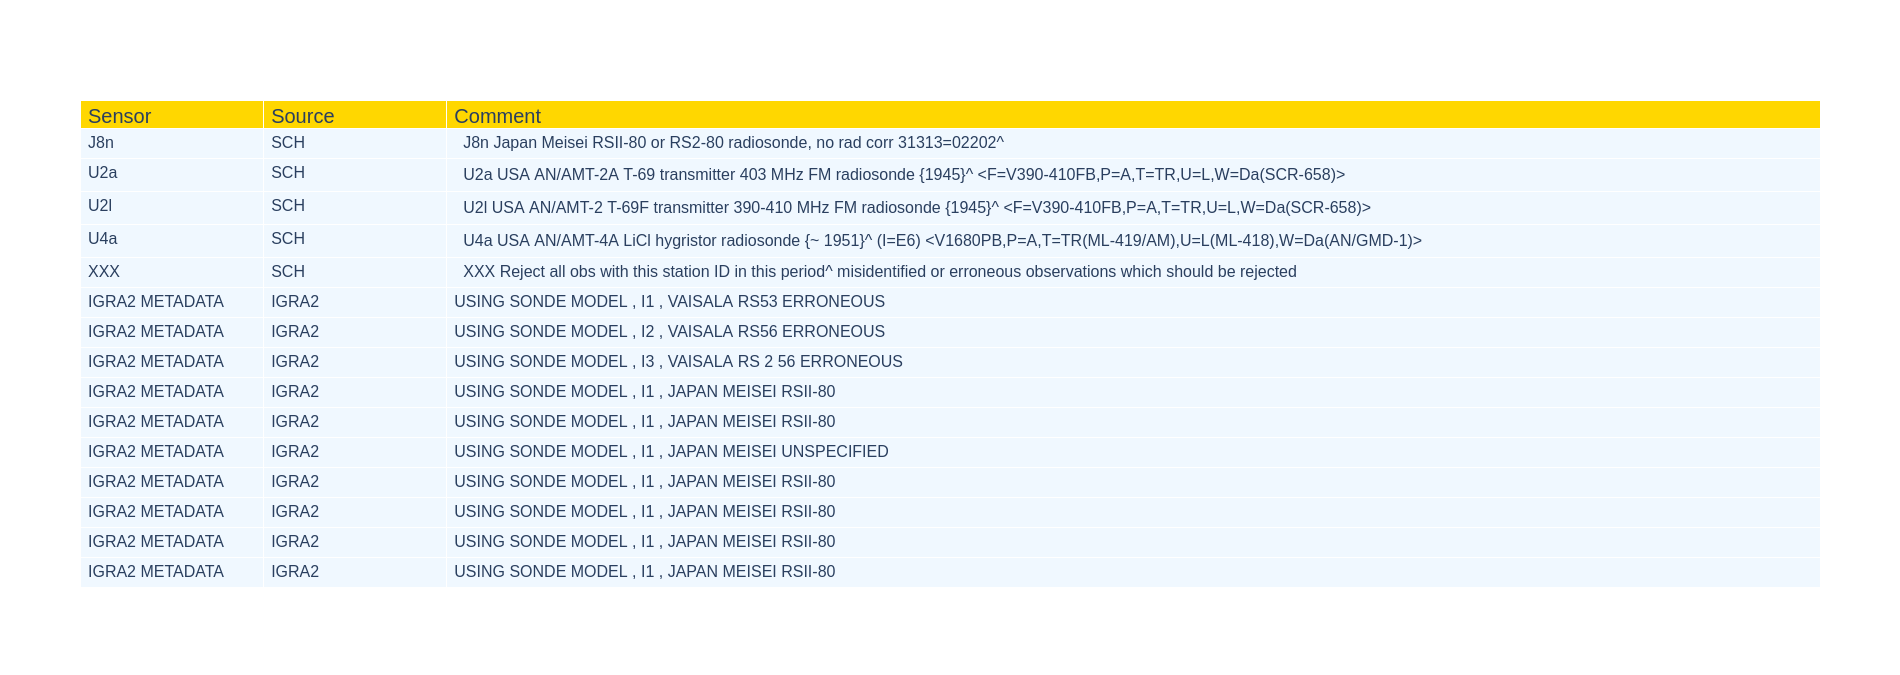 Sensor Source Comment
J8n SCH J8n Japan Meisei RSII-80 or RS2-80 radiosonde, no rad corr 31313=02202^
U2a SCH U2a USA AN/AMT-2A T-69 transmitter 403 MHz FM radiosonde {1945}^ <F=V390-410FB,P=A,T=TR,U=L,W=Da(SCR-658)>
U2l SCH U2l USA AN/AMT-2 T-69F transmitter 390-410 MHz FM radiosonde {1945}^ <F=V390-410FB,P=A,T=TR,U=L,W=Da(SCR-658)>
U4a SCH U4a USA AN/AMT-4A LiCl hygristor radiosonde {~ 1951}^ (I=E6) <V1680PB,P=A,T=TR(ML-419/AM),U=L(ML-418),W=Da(AN/GMD-1)>
XXX SCH XXX Reject all obs with this station ID in this period^ misidentified or erroneous observations which should be rejected
IGRA2 METADATA IGRA2 USING SONDE MODEL , I1 , VAISALA RS53 ERRONEOUS
IGRA2 METADATA IGRA2 USING SONDE MODEL , I2 , VAISALA RS56 ERRONEOUS
IGRA2 METADATA IGRA2 USING SONDE MODEL , I3 , VAISALA RS 2 56 ERRONEOUS
IGRA2 METADATA IGRA2 USING SONDE MODEL , I1 , JAPAN MEISEI RSII-80
IGRA2 METADATA IGRA2 USING SONDE MODEL , I1 , JAPAN MEISEI RSII-80
IGRA2 METADATA IGRA2 USING SONDE MODEL , I1 , JAPAN MEISEI UNSPECIFIED
IGRA2 METADATA IGRA2 USING SONDE MODEL , I1 , JAPAN MEISEI RSII-80
IGRA2 METADATA IGRA2 USING SONDE MODEL , I1 , JAPAN MEISEI RSII-80
IGRA2 METADATA IGRA2 USING SONDE MODEL , I1 , JAPAN MEISEI RSII-80
IGRA2 METADATA IGRA2 USING SONDE MODEL , I1 , JAPAN MEISEI RSII-80